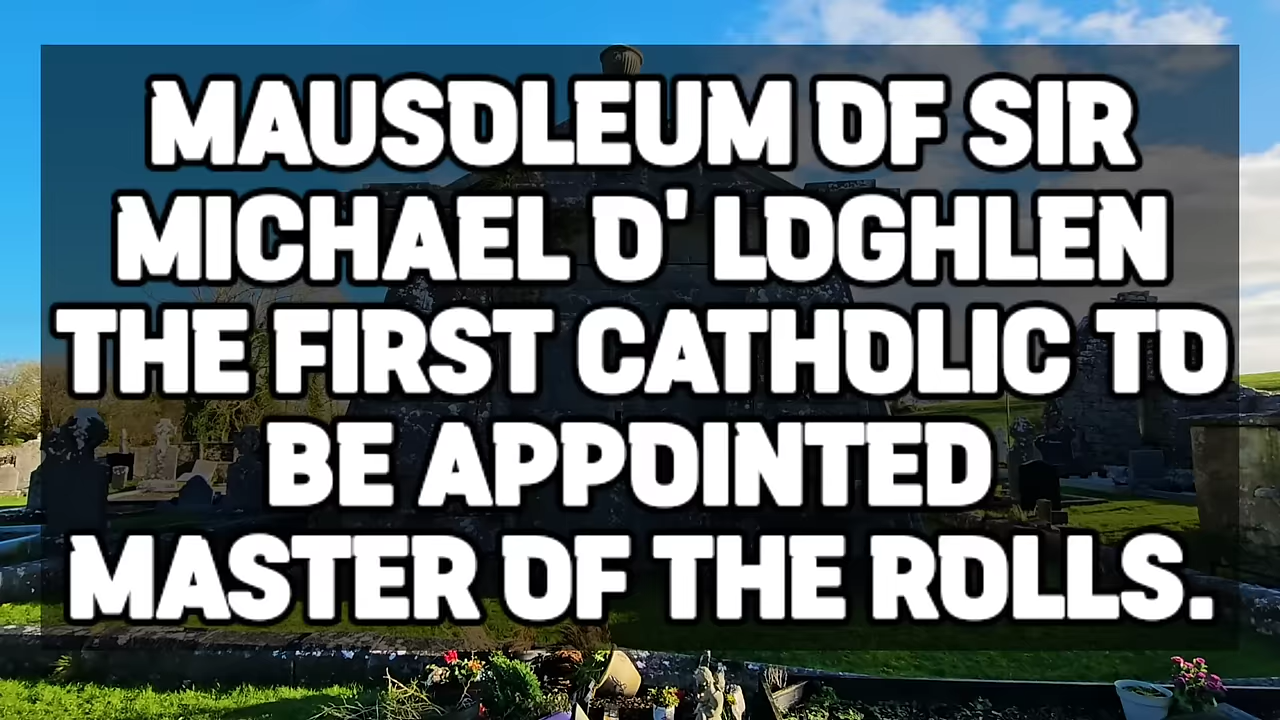 MAUSOLEUM OF SIR
MICHAEL O' LOGHLEN
THE FIRST CATHOLIC TO
BE APPOINTED
MASTER OF THE ROLLS.